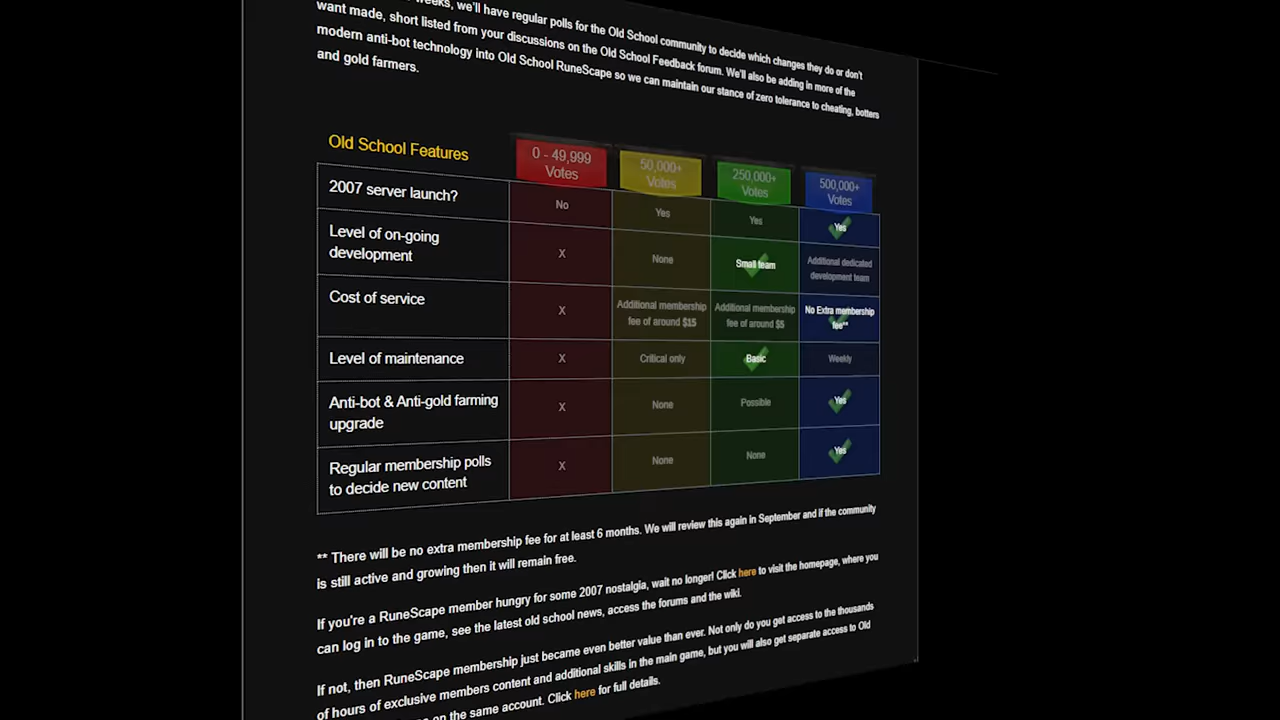 weeks, we'll have regular polls for the Old School community to decide which changes they do or don't
want made, short listed from your discussions on the Old School Feedback forum. We'll also be adding in more of the
modern anti-bot technology into Old School RuneScape so we can maintain our stance of zero tolerance to cheating, botters
and gold farmers.
Old School Features
0 - 49,999 Votes
50,000+ Votes
250,000+ Votes
500,000+ Votes
2007 server launch?
No
Yes
Yes
Yes
Level of on-going development
X
None
Small team
Additional dedicated development team
Cost of service
X
Additional membership fee of around $15
Additional membership fee of around $5
No Extra membership fee**
Level of maintenance
X
Critical only
Basic
Weekly
Anti-bot & Anti-gold farming upgrade
X
None
Possible
Yes
Regular membership polls to decide new content
X
None
None
Yes
** There will be no extra membership fee for at least 6 months. We will review this again in September and if the community
is still active and growing then it will remain free.
If you're a RuneScape member hungry for some 2007 nostalgia, wait no longer! Click here to visit the homepage, where you
can log in to the game, see the latest old school news, access the forums and the wiki.
If not, then RuneScape membership just became even better value than ever. Not only do you get access to the thousands
of hours of exclusive members content and additional skills in the main game, but you will also get separate access to Old
on the same account. Click here for full details.